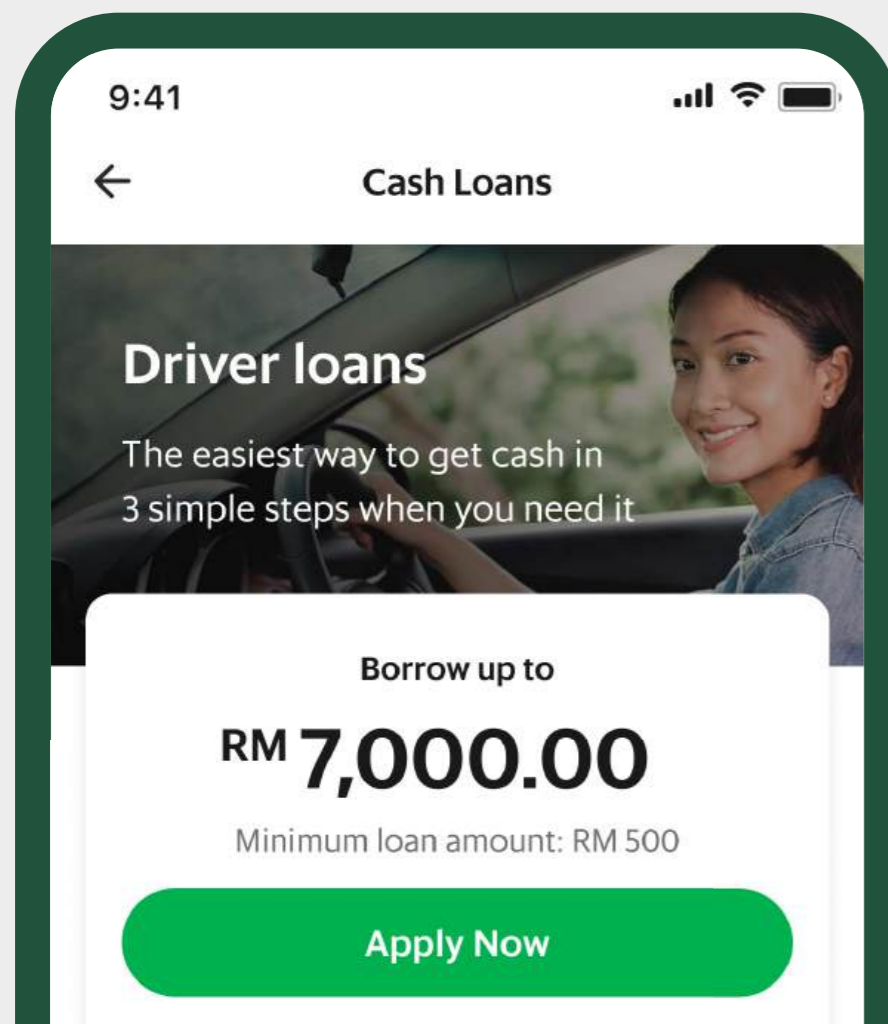 9:41
Cash Loans
Driver loans
The easiest way to get cash in
3 simple steps when you need it
Borrow up to
RM 7,000.00
Minimum loan amount: RM 500
Apply Now